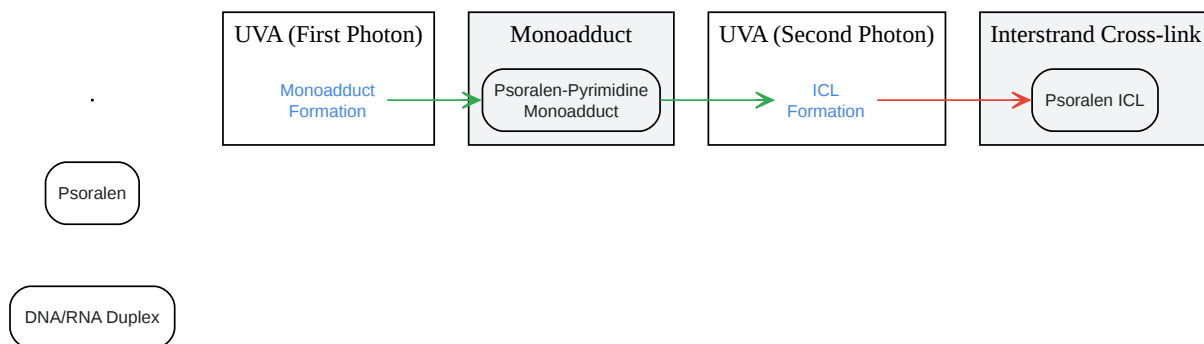 UVA (First Photon)
Monoadduct
UVA (Second Photon)
Interstrand Cross-link
Monoadduct
Formation
Psoralen-Pyrimidine
Monoadduct
ICL
Formation
Psoralen ICL
Psoralen
DNA/RNA Duplex